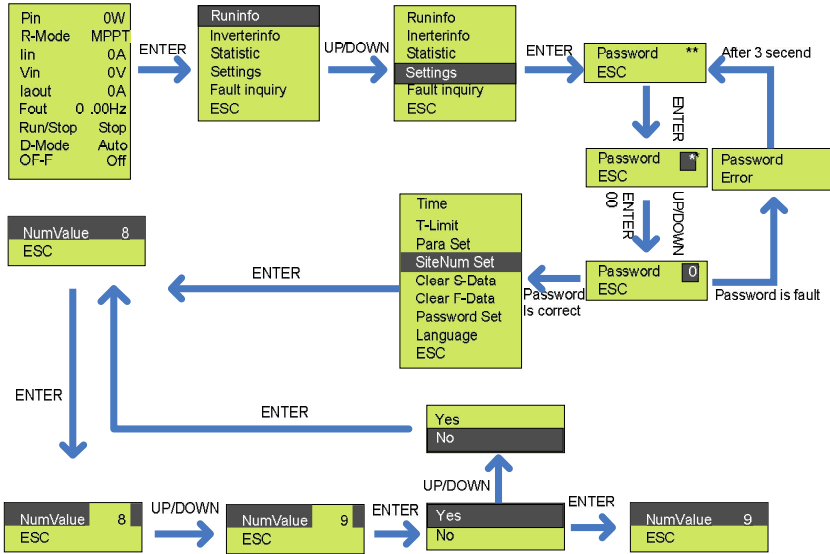 Pin 0W
R-Mode MPPT
Iin 0A
Vin 0V
Iaout 0A
Fout 0 .00Hz
Run/Stop Stop
D-Mode Auto
OF-F Off
ENTER
Runinfo
Inverterinfo
Statistic
Settings
Fault inquiry
ESC
UP/DOWN
Runinfo
Inerterinfo
Statistic
Settings
Fault inquiry
ESC
ENTER
Password **
ESC
After 3 secend
ENTER
Password **
ESC
Password
Error
UP/DOWN
ENTER
00
Password 0
ESC
Password is fault
Password
Is correct
Time
T-Limit
Para Set
SiteNum Set
Clear S-Data
Clear F-Data
Password Set
Language
ESC
ENTER
NumValue 8
ESC
ENTER
NumValue 8
ESC
UP/DOWN
NumValue 9
ESC
ENTER
Yes
No
UP/DOWN
Yes
No
ENTER
ENTER
NumValue 9
ESC